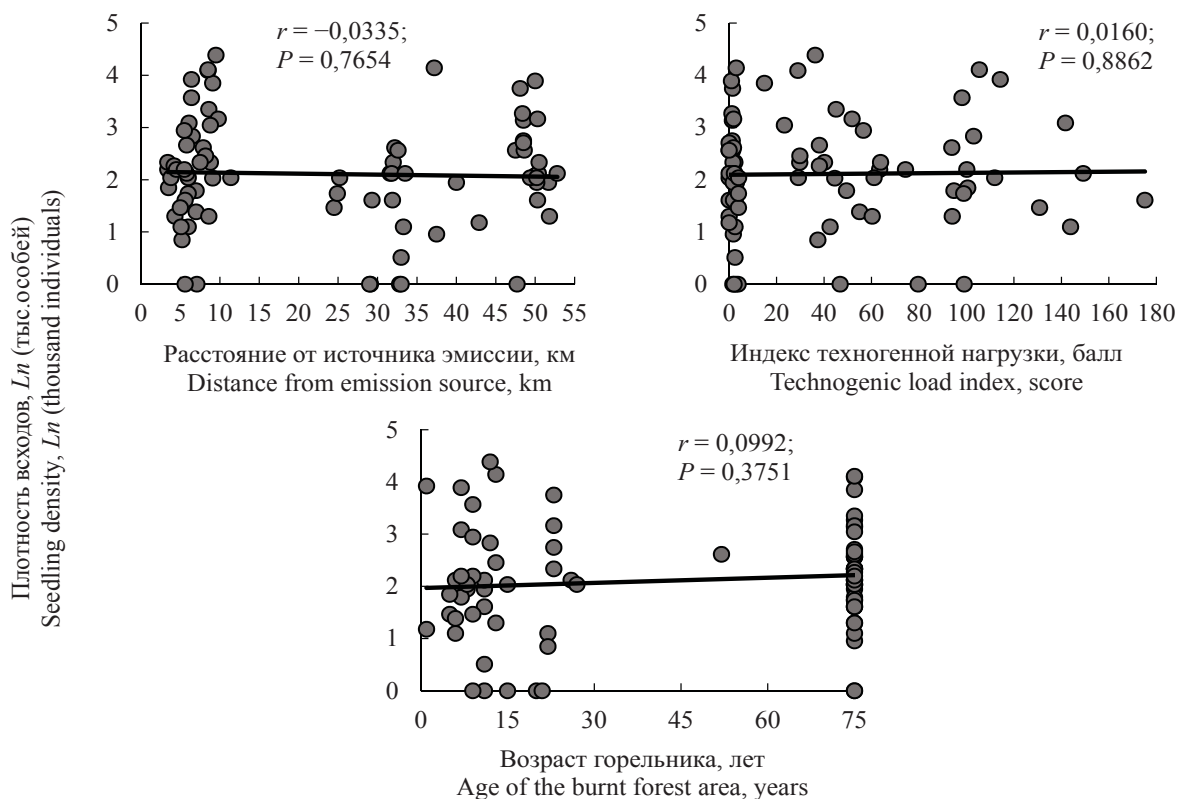 Плотность всходов, Ln (тыс.особей)
Seedling density, Ln (thousand individuals)
5
4
3
2
1
0
r = −0,0335;
P = 0,7654
0 5 10 15 20 25 30 35 40 45 50 55
Расстояние от источника эмиссии, км
Distance from emission source, km
5
4
3
2
1
0
r = 0,0160;
P = 0,8862
0 20 40 60 80 100 120 140 160 180
Индекс техногенной нагрузки, балл
Technogenic load index, score
5
4
3
2
1
0
r = 0,0992;
P = 0,3751
0 15 30 45 60 75
Возраст горельника, лет
Age of the burnt forest area, years